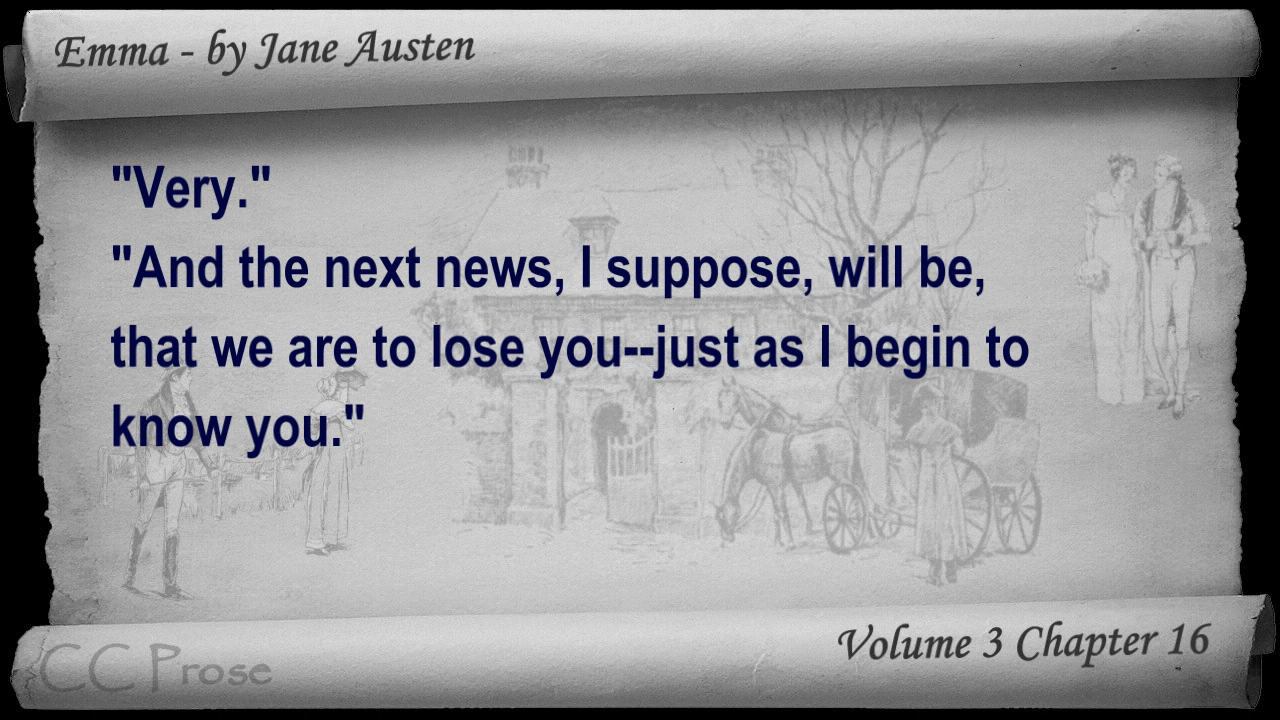 Emma - by Jane Austen
"Very."
"And the next news, I suppose, will be,
that we are to lose you--just as I begin to
know you."
Volume 3 Chapter 16
CC Prose